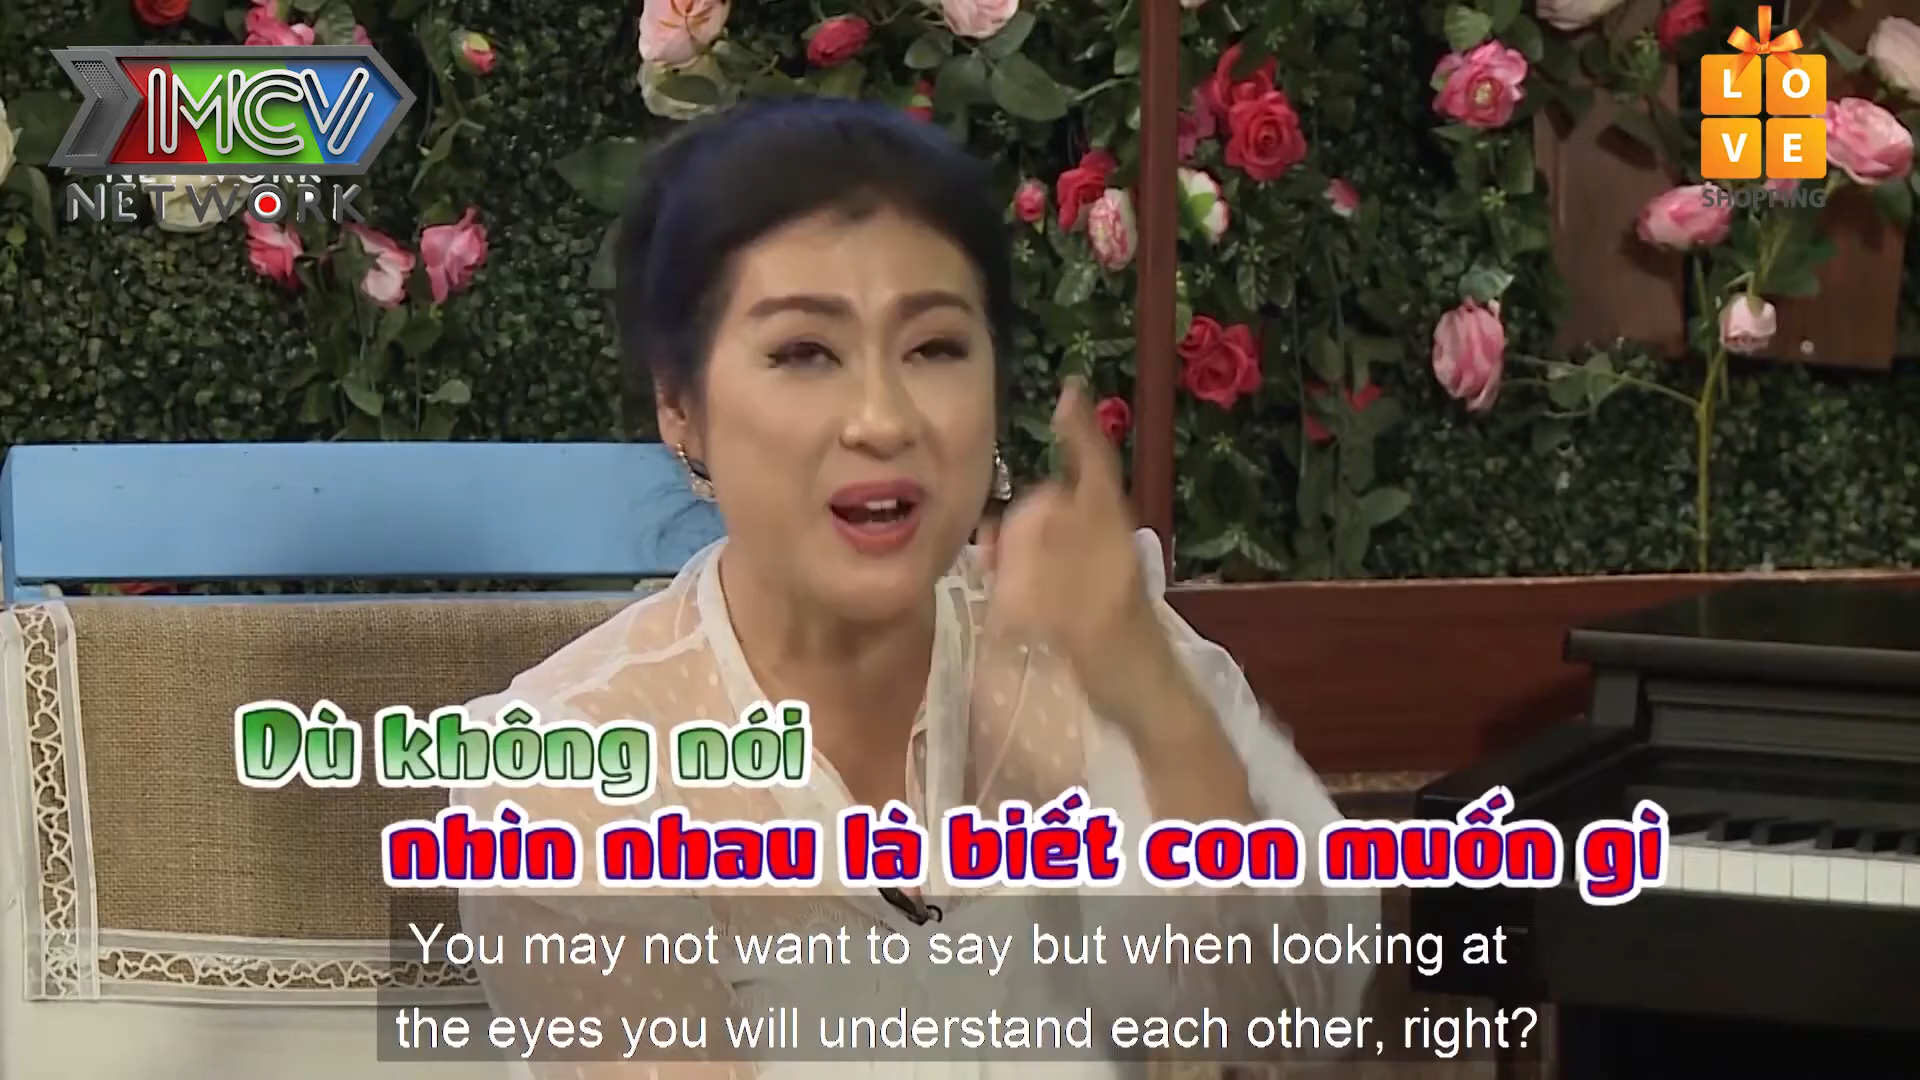 MCV
NETWORK
NETWORK
L O
V E
SHOPPING
Dù không nói
nhìn nhau là biết con muốn gì
You may not want to say but when looking at
the eyes you will understand each other, right?